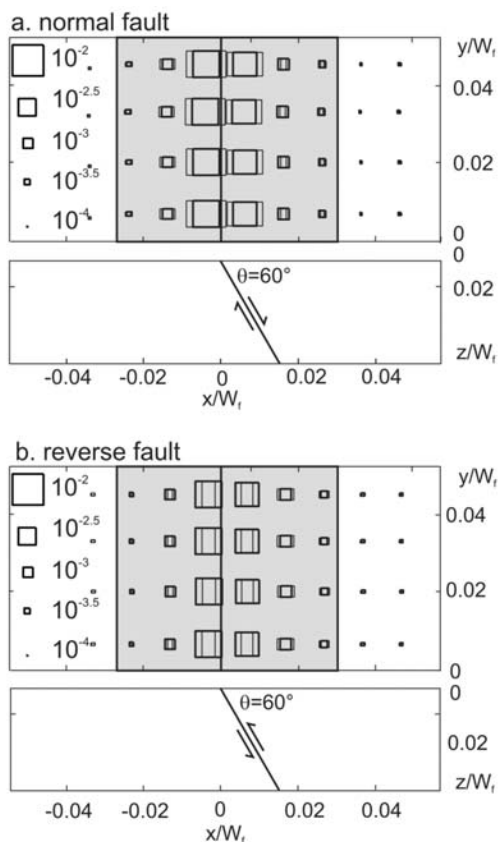 a. normal fault
y/Wf
10-2
10-2.5
10-3
10-3.5
10-4
0.04
0.02
0
θ=60°
0
0.02
z/Wf
-0.04 -0.02 0 0.02 0.04
x/Wf
b. reverse fault
y/Wf
10-2
10-2.5
10-3
10-3.5
10-4
0.04
0.02
0
θ=60°
0
0.02
z/Wf
-0.04 -0.02 0 0.02 0.04
x/Wf